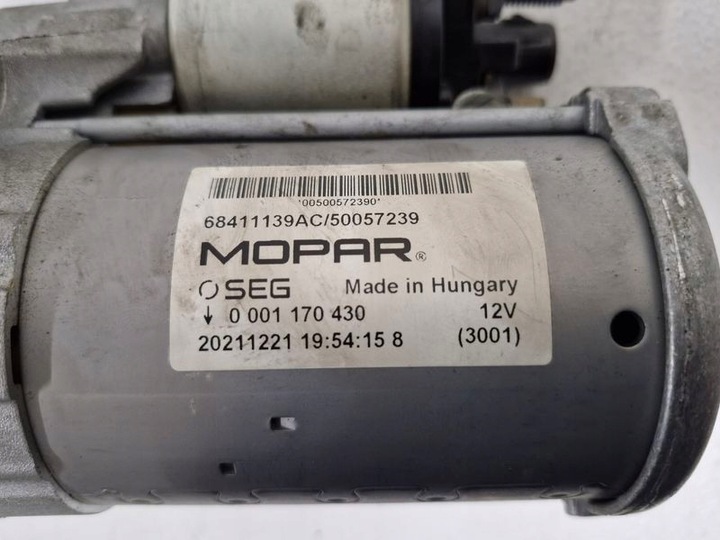 '00500572390'
68411139AC/50057239
MOPAR®
SEG Made in Hungary
↓ 0 001 170 430 12V
20211221 19:54:15 8 (3001)